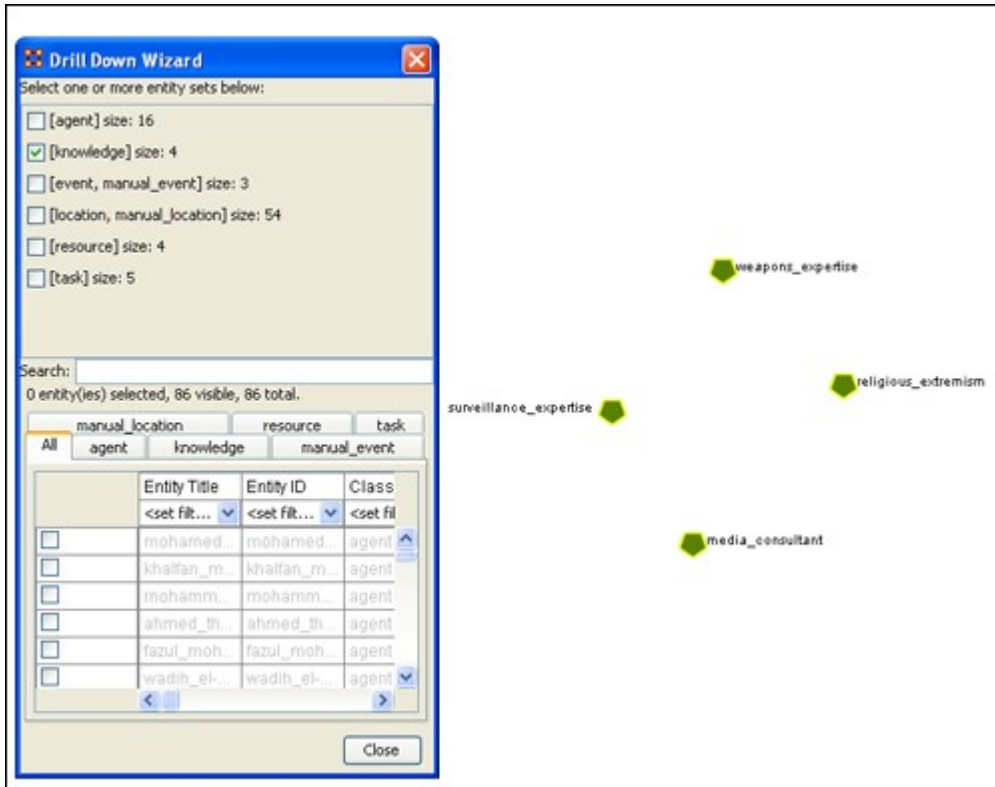 Drill Down Wizard
Select one or more entity sets below:
[agent] size: 16
[knowledge] size: 4
[event, manual_event] size: 3
[location, manual_location] size: 54
[resource] size: 4
[task] size: 5
Search:
0 entity(ies) selected, 86 visible, 86 total.
manual_location resource task
All agent knowledge manual_event
Entity Title Entity ID Class
<set filt... <set filt... <set fil
mohamed... mohamed... agent
khalfan_m... khalfan_m... agent
mohamm... mohamm... agent
ahmed_th... ahmed_th... agent
fazul_moh... fazul_moh... agent
wadih_el-... wadih_el-... agent
Close
weapons_expertise
religious_extremism
surveillance_expertise
media_consultant